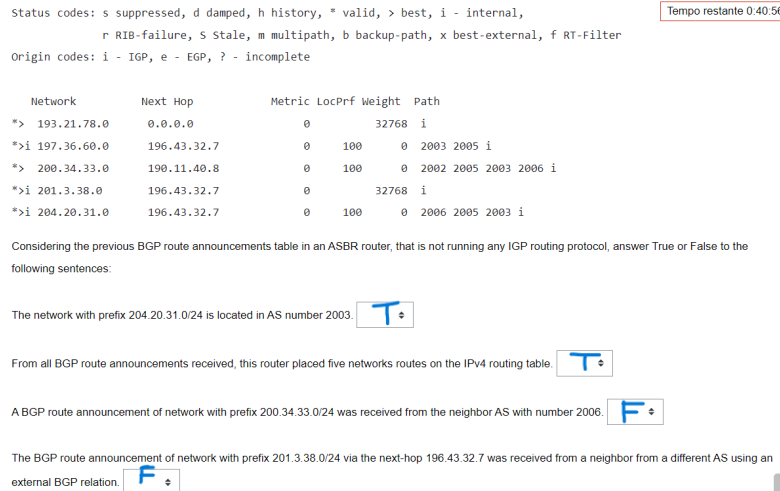 Status codes: s suppressed, d damped, h history, * valid, > best, i - internal,
Tempo restante 0:40:56
r RIB-failure, S Stale, m multipath, b backup-path, x best-external, f RT-Filter
Origin codes: i - IGP, e - EGP, ? - incomplete
Network Next Hop Metric LocPrf Weight Path
*> 193.21.78.0 0.0.0.0 0 32768 i
*>i 197.36.60.0 196.43.32.7 0 100 0 2003 2005 i
*> 200.34.33.0 190.11.40.8 0 100 0 2002 2005 2003 2006 i
*>i 201.3.38.0 196.43.32.7 0 32768 i
*>i 204.20.31.0 196.43.32.7 0 100 0 2006 2005 2003 i
Considering the previous BGP route announcements table in an ASBR router, that is not running any IGP routing protocol, answer True or False to the
following sentences:
The network with prefix 204.20.31.0/24 is located in AS number 2003. T
From all BGP route announcements received, this router placed five networks routes on the IPv4 routing table. T
A BGP route announcement of network with prefix 200.34.33.0/24 was received from the neighbor AS with number 2006. F
The BGP route announcement of network with prefix 201.3.38.0/24 via the next-hop 196.43.32.7 was received from a neighbor from a different AS using an
external BGP relation. F